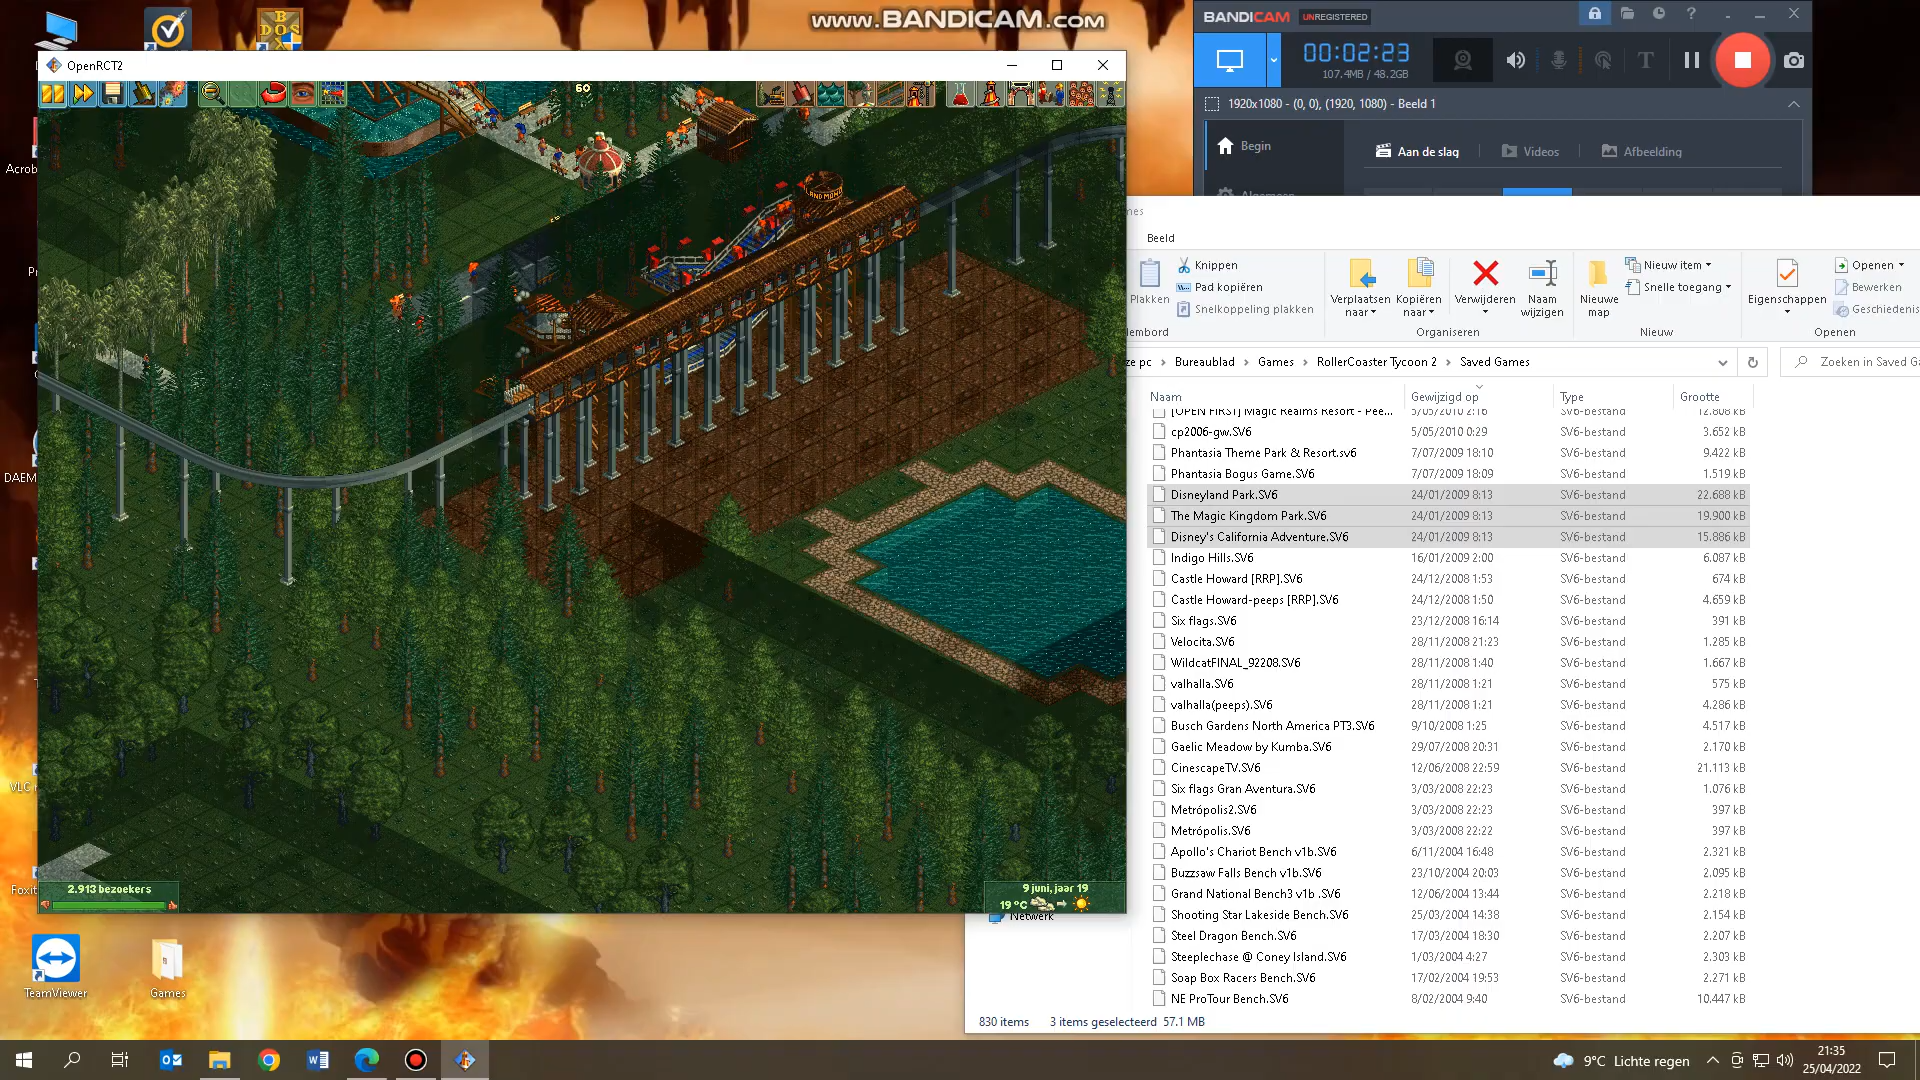 www.BANDICAM.com
BANDICAM UNREGISTERED
00:02:23
107.4MB / 48.2GB
1920x1080 - (0, 0), (1920, 1080) - Beeld 1
Begin
Aan de slag
Videos
Afbeelding
OpenRCT2
60
Acrob
DAEM
VLC
Foxit
Beeld
Plakken
Knippen
Pad kopiëren
Snelkoppeling plakken
Verplaatsen naar
Kopiëren naar
Verwijderen
Naam wijzigen
Organiseren
Nieuwe map
Nieuw item
Snelle toegang
Nieuw
Eigenschappen
Openen
Bewerken
Geschiedenis
Openen
Bureaublad > Games > RollerCoaster Tycoon 2 > Saved Games
Zoeken in Saved Ga
Naam Gewijzigd op Type Grootte
[OPEN FIRST] Magic Realms Resort - Pee... 5/05/2010 2:16 SV6-bestand 12.808 kB
cp2006-gw.SV6 5/05/2010 0:29 SV6-bestand 3.652 kB
Phantasia Theme Park & Resort.sv6 7/07/2009 18:10 SV6-bestand 9.422 kB
Phantasia Bogus Game.SV6 7/07/2009 18:09 SV6-bestand 1.519 kB
Disneyland Park.SV6 24/01/2009 8:13 SV6-bestand 22.688 kB
The Magic Kingdom Park.SV6 24/01/2009 8:13 SV6-bestand 19.900 kB
Disney's California Adventure.SV6 24/01/2009 8:13 SV6-bestand 15.886 kB
Indigo Hills.SV6 16/01/2009 2:00 SV6-bestand 6.087 kB
Castle Howard [RRP].SV6 24/12/2008 1:53 SV6-bestand 674 kB
Castle Howard-peeps [RRP].SV6 24/12/2008 1:50 SV6-bestand 4.659 kB
Six flags.SV6 23/12/2008 16:14 SV6-bestand 391 kB
Velocita.SV6 28/11/2008 21:23 SV6-bestand 1.285 kB
WildcatFINAL_92208.SV6 28/11/2008 1:40 SV6-bestand 1.667 kB
valhalla.SV6 28/11/2008 1:21 SV6-bestand 575 kB
valhalla(peeps).SV6 28/11/2008 1:21 SV6-bestand 4.286 kB
Busch Gardens North America PT3.SV6 9/10/2008 1:25 SV6-bestand 4.517 kB
Gaelic Meadow by Kumba.SV6 29/07/2008 20:31 SV6-bestand 2.170 kB
CinescapeTV.SV6 12/06/2008 22:59 SV6-bestand 21.113 kB
Six flags Gran Aventura.SV6 3/03/2008 22:23 SV6-bestand 1.076 kB
Metrópolis2.SV6 3/03/2008 22:23 SV6-bestand 397 kB
Metrópolis.SV6 3/03/2008 22:22 SV6-bestand 397 kB
Apollo's Chariot Bench v1b.SV6 6/11/2004 16:48 SV6-bestand 2.321 kB
Buzzsaw Falls Bench v1b.SV6 23/10/2004 20:03 SV6-bestand 2.095 kB
Grand National Bench3 v1b .SV6 12/06/2004 13:44 SV6-bestand 2.218 kB
Shooting Star Lakeside Bench.SV6 25/03/2004 14:38 SV6-bestand 2.154 kB
Steel Dragon Bench.SV6 17/03/2004 18:30 SV6-bestand 2.207 kB
Steeplechase @ Coney Island.SV6 1/03/2004 4:27 SV6-bestand 2.303 kB
Soap Box Racers Bench.SV6 17/02/2004 19:53 SV6-bestand 2.271 kB
NE ProTour Bench.SV6 8/02/2004 9:40 SV6-bestand 10.447 kB
2.913 bezoekers
9 juni, jaar 19
19 °C
Netwerk
830 items 3 items geselecteerd 57.1 MB
TeamViewer
Games
9°C Lichte regen
21:35
25/04/2022